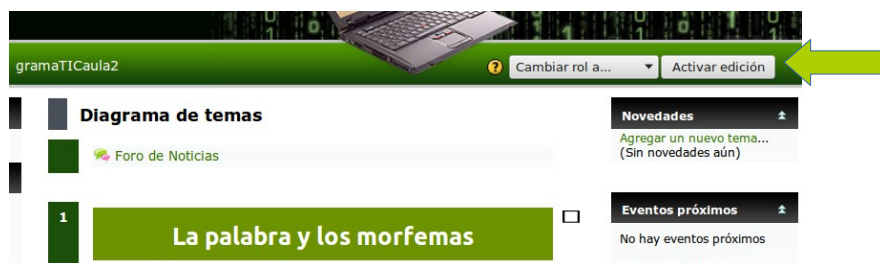 gramaTICaula2
?
Cambiar rol a...
Activar edición
Diagrama de temas
Foro de Noticias
1
La palabra y los morfemas
Novedades
Agregar un nuevo tema...
(Sin novedades aún)
Eventos próximos
No hay eventos próximos